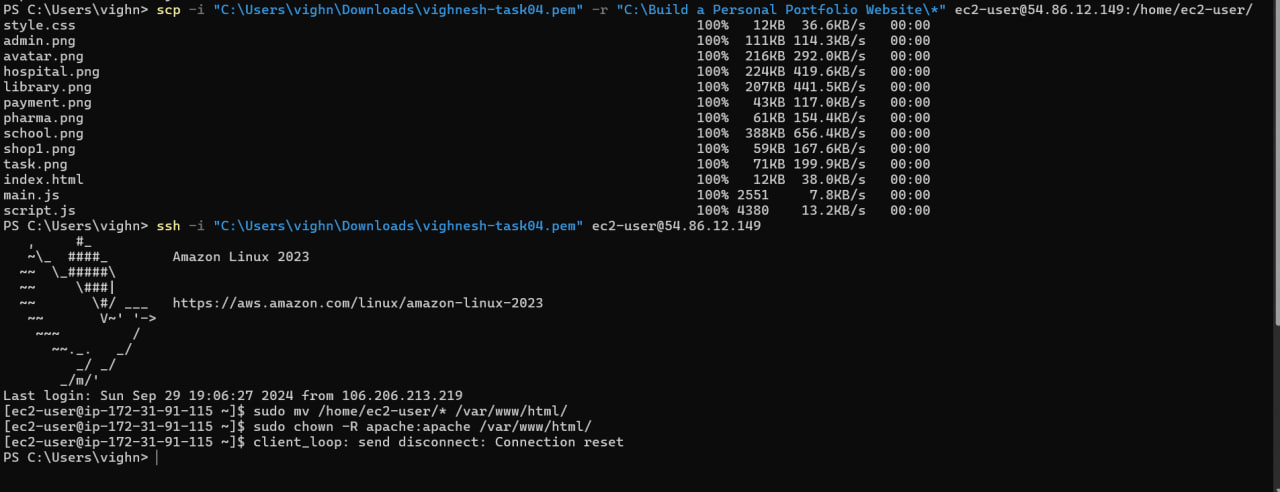 PS C:\Users\vighn> scp -i "C:\Users\vighn\Downloads\vighnesh-task04.pem" -r "C:\Build a Personal Portfolio Website\*" ec2-user@54.86.12.149:/home/ec2-user/
style.css 100% 12KB 36.6KB/s 00:00
admin.png 100% 111KB 114.3KB/s 00:00
avatar.png 100% 216KB 292.0KB/s 00:00
hospital.png 100% 224KB 419.6KB/s 00:00
library.png 100% 207KB 441.5KB/s 00:00
payment.png 100% 43KB 117.0KB/s 00:00
pharma.png 100% 61KB 154.4KB/s 00:00
school.png 100% 388KB 656.4KB/s 00:00
shop1.png 100% 59KB 167.6KB/s 00:00
task.png 100% 71KB 199.9KB/s 00:00
index.html 100% 12KB 38.0KB/s 00:00
main.js 100% 2551 7.8KB/s 00:00
script.js 100% 4380 13.2KB/s 00:00
PS C:\Users\vighn> ssh -i "C:\Users\vighn\Downloads\vighnesh-task04.pem" ec2-user@54.86.12.149
   ,     #_
   ~\_  ####_        Amazon Linux 2023
  ~~  \_#####\
  ~~     \###|
  ~~       \#/ ___   https://aws.amazon.com/linux/amazon-linux-2023
   ~~       V~' '->
    ~~~         /
      ~~._.   _/
         _/ _/
       _/m/'
Last login: Sun Sep 29 19:06:27 2024 from 106.206.213.219
[ec2-user@ip-172-31-91-115 ~]$ sudo mv /home/ec2-user/* /var/www/html/
[ec2-user@ip-172-31-91-115 ~]$ sudo chown -R apache:apache /var/www/html/
[ec2-user@ip-172-31-91-115 ~]$ client_loop: send disconnect: Connection reset
PS C:\Users\vighn>